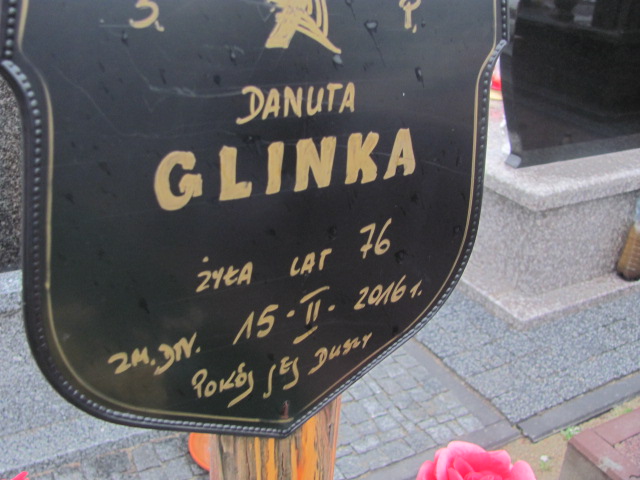 Ś. P.
DANUTA
GLINKA
ŻYŁA LAT 76
ZM. DN. 15. II. 2016 r.
POKÓJ JEJ DUSZY